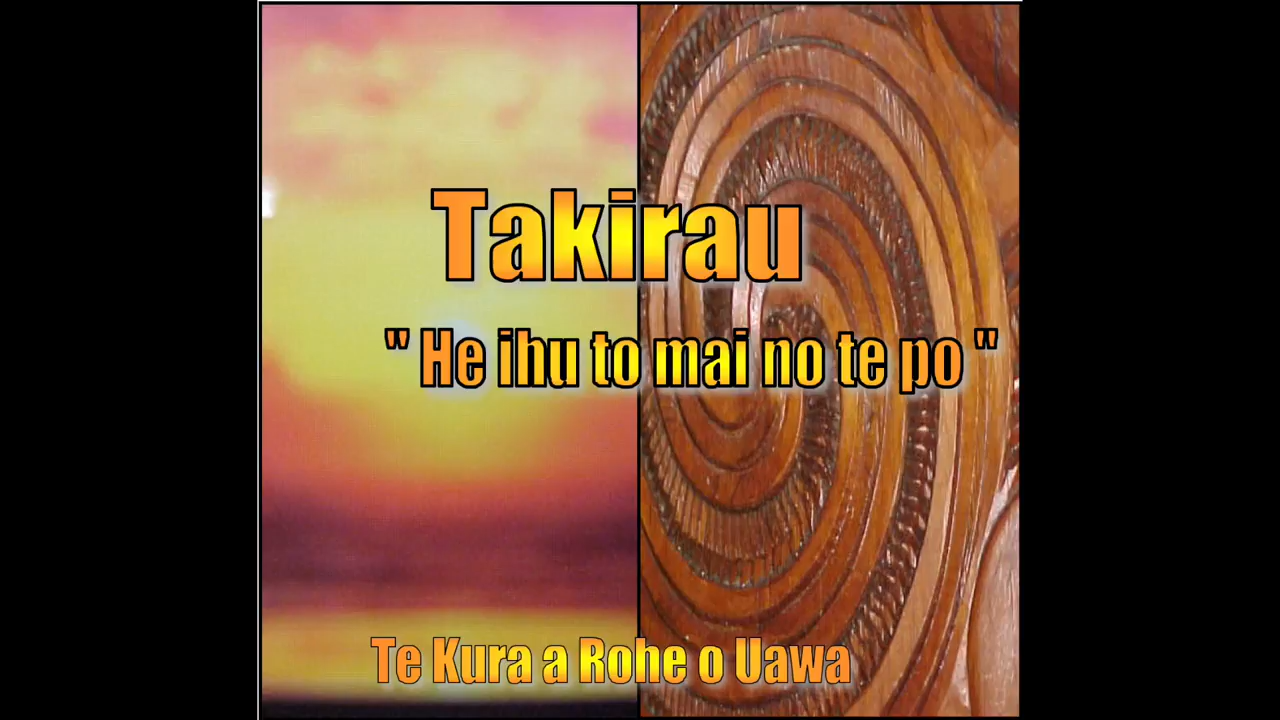 Takirau
" He ihu to mai no te po "
Te Kura a Rohe o Uawa